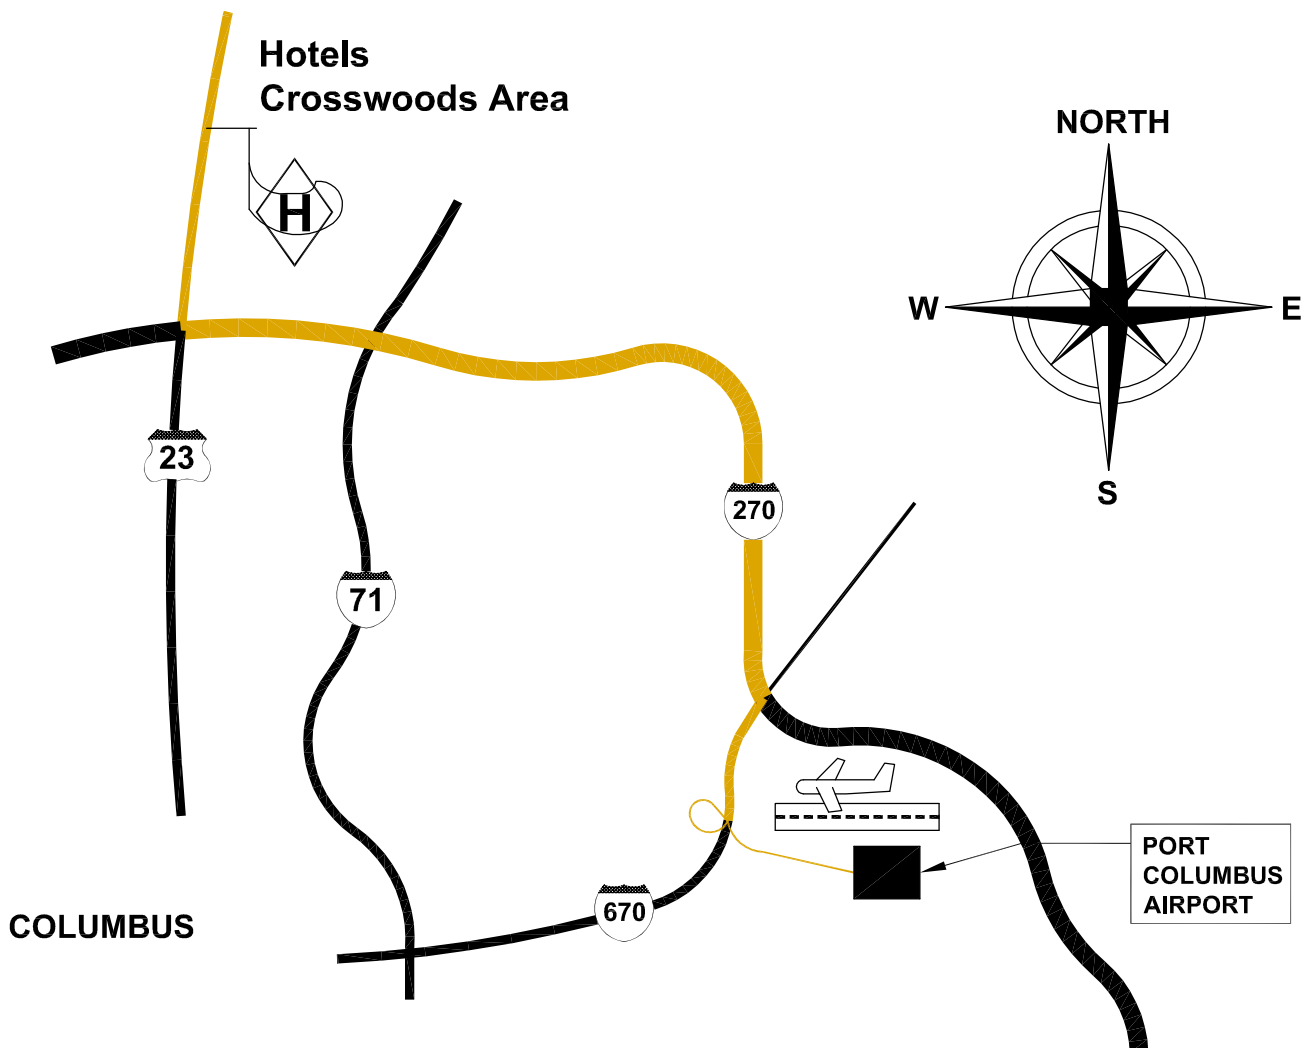 Hotels
Crosswoods Area
H
NORTH
W
E
S
23
270
71
670
PORT
COLUMBUS
AIRPORT
COLUMBUS